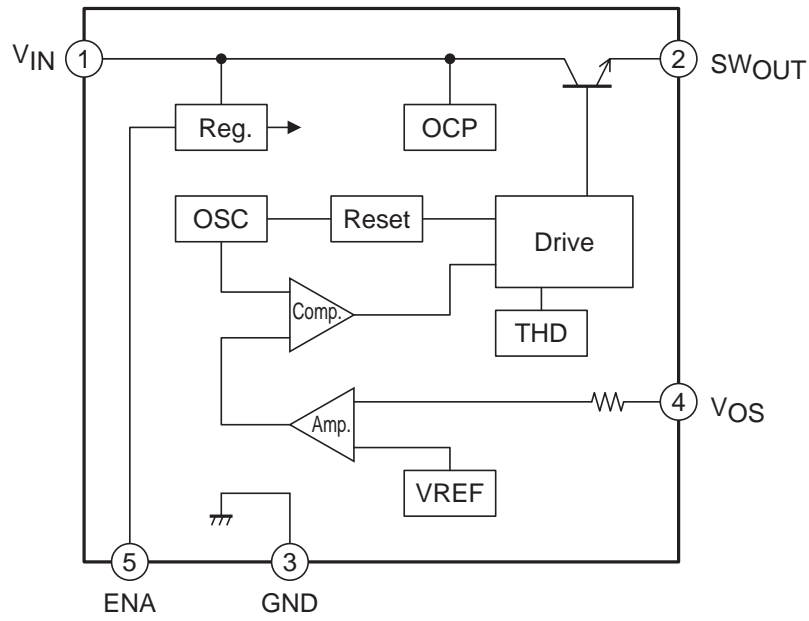 VIN
1
2
SWOUT
Reg.
OCP
OSC
Reset
Drive
Comp.
THD
Amp.
4
VOS
VREF
5
3
ENA
GND